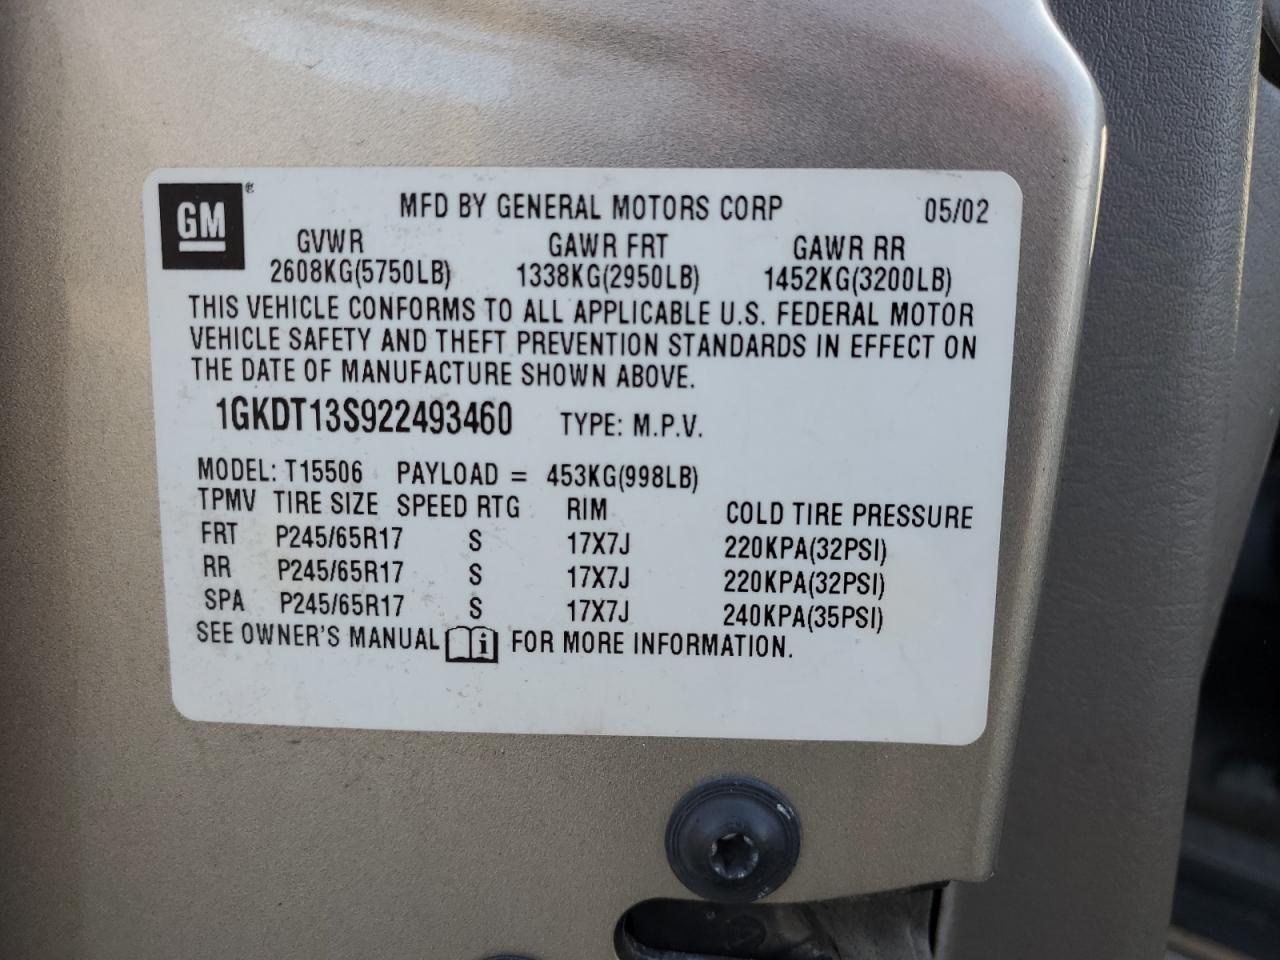 GM® MFD BY GENERAL MOTORS CORP 05/02
GVWR GAWR FRT GAWR RR
2608KG(5750LB) 1338KG(2950LB) 1452KG(3200LB)
THIS VEHICLE CONFORMS TO ALL APPLICABLE U.S. FEDERAL MOTOR
VEHICLE SAFETY AND THEFT PREVENTION STANDARDS IN EFFECT ON
THE DATE OF MANUFACTURE SHOWN ABOVE.
1GKDT13S922493460 TYPE: M.P.V.
MODEL: T15506 PAYLOAD = 453KG(998LB)
TPMV TIRE SIZE SPEED RTG RIM COLD TIRE PRESSURE
FRT P245/65R17 S 17X7J 220KPA(32PSI)
RR P245/65R17 S 17X7J 220KPA(32PSI)
SPA P245/65R17 S 17X7J 240KPA(35PSI)
SEE OWNER'S MANUAL i FOR MORE INFORMATION.